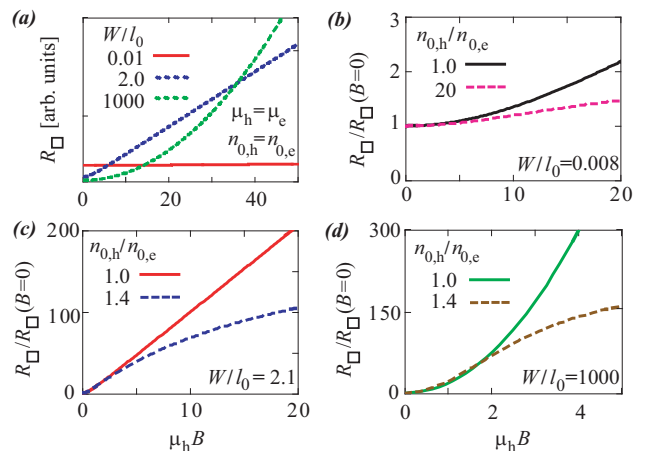 (a)
W/l₀
0.01
2.0
1000
μₕ=μₑ
n₀,ₕ=n₀,ₑ
R□ [arb. units]
0 20 40
(b)
n₀,ₕ/n₀,ₑ
1.0
20
W/l₀=0.008
R□/R□(B=0)
3
2
1
0
0 10 20
(c)
n₀,ₕ/n₀,ₑ
1.0
1.4
W/l₀ = 2.1
R□/R□(B=0)
200
100
0
0 10 20
μₕB
(d)
n₀,ₕ/n₀,ₑ
1.0
1.4
W/l₀=1000
R□/R□(B=0)
300
150
0
0 2 4
μₕB